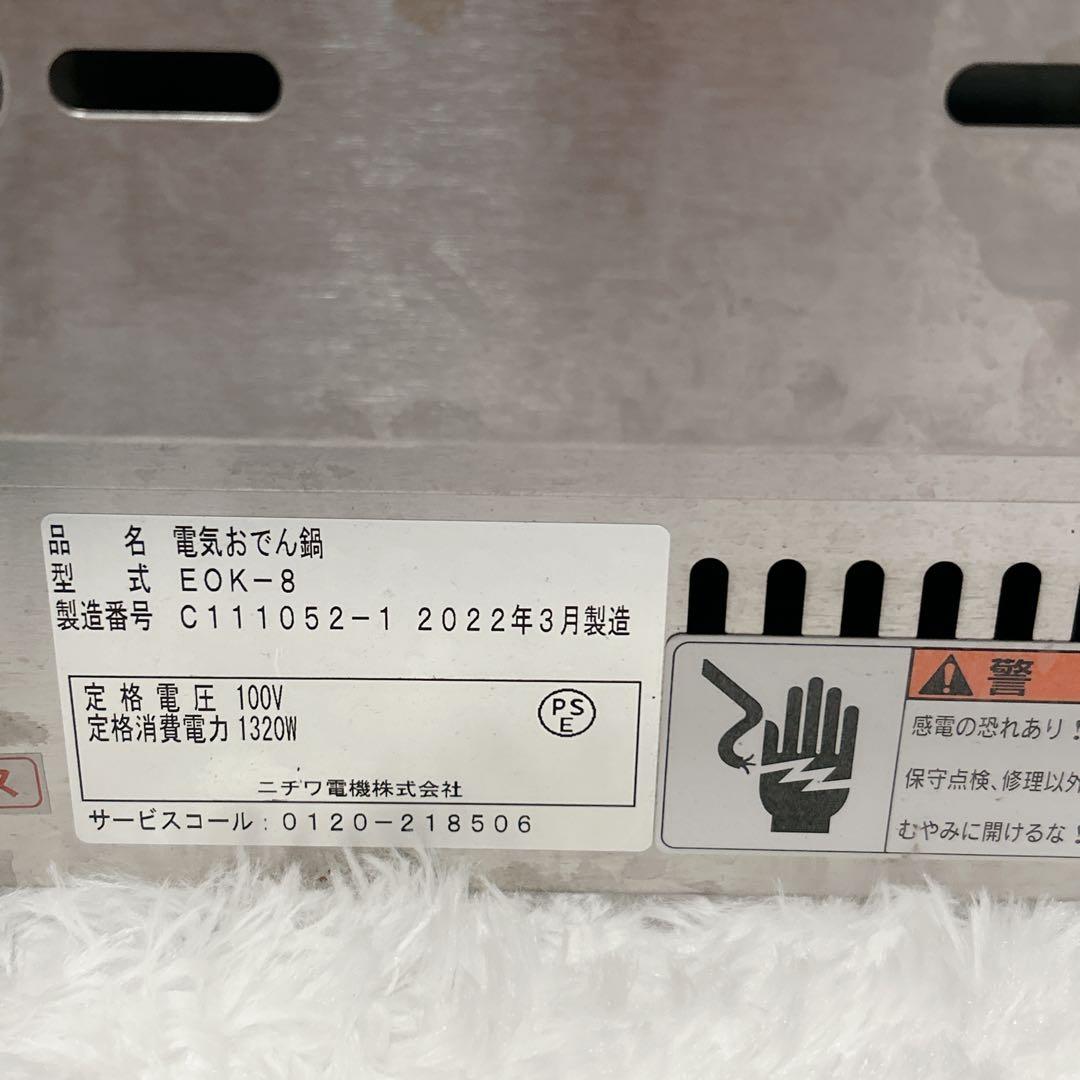 品 名 電気おでん鍋
型 式 EOK-8
製造番号 C111052-1 2022年3月製造
定格電圧 100V
定格消費電力 1320W
PS
E
ニチワ電機株式会社
サービスコール:0120-218506
ス
警
感電の恐れあり!
保守点検、修理以外
むやみに開けるな!